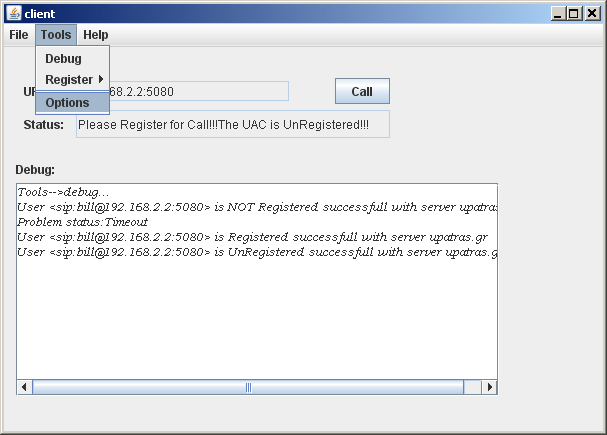 client
File Tools Help
Debug
Register
Options
68.2.2:5080
Call
Status: Please Register for Call!!!The UAC is UnRegistered!!!
Debug:
Tools-->debug...
User <sip:bill@192.168.2.2:5080> is NOT Registered successfull with server upatras
Problem status:Timeout
User <sip:bill@192.168.2.2:5080> is Registered successfull with server upatras.gr
User <sip:bill@192.168.2.2:5080> is UnRegistered successfull with server upatras.g